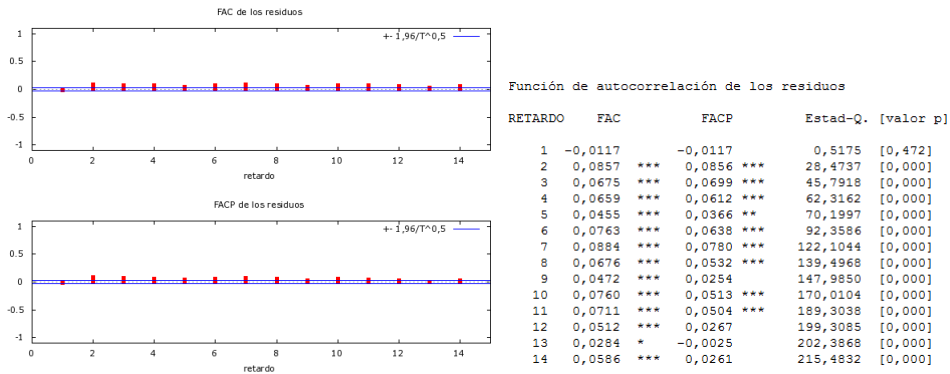 FAC de los residuos
+- 1,96/T^0,5
1
0.5
0
-0.5
-1
0 2 4 6 8 10 12 14
retardo
FACP de los residuos
+- 1,96/T^0,5
1
0.5
0
-0.5
-1
0 2 4 6 8 10 12 14
retardo
Función de autocorrelación de los residuos
RETARDO FAC FACP Estad-Q. [valor p]
1 -0,0117 -0,0117 0,5175 [0,472]
2 0,0857 *** 0,0856 *** 28,4737 [0,000]
3 0,0675 *** 0,0699 *** 45,7918 [0,000]
4 0,0659 *** 0,0612 *** 62,3162 [0,000]
5 0,0455 *** 0,0366 ** 70,1997 [0,000]
6 0,0763 *** 0,0638 *** 92,3586 [0,000]
7 0,0884 *** 0,0780 *** 122,1044 [0,000]
8 0,0676 *** 0,0532 *** 139,4968 [0,000]
9 0,0472 *** 0,0254 147,9850 [0,000]
10 0,0760 *** 0,0513 *** 170,0104 [0,000]
11 0,0711 *** 0,0504 *** 189,3038 [0,000]
12 0,0512 *** 0,0267 199,3085 [0,000]
13 0,0284 * -0,0025 202,3868 [0,000]
14 0,0586 *** 0,0261 215,4832 [0,000]